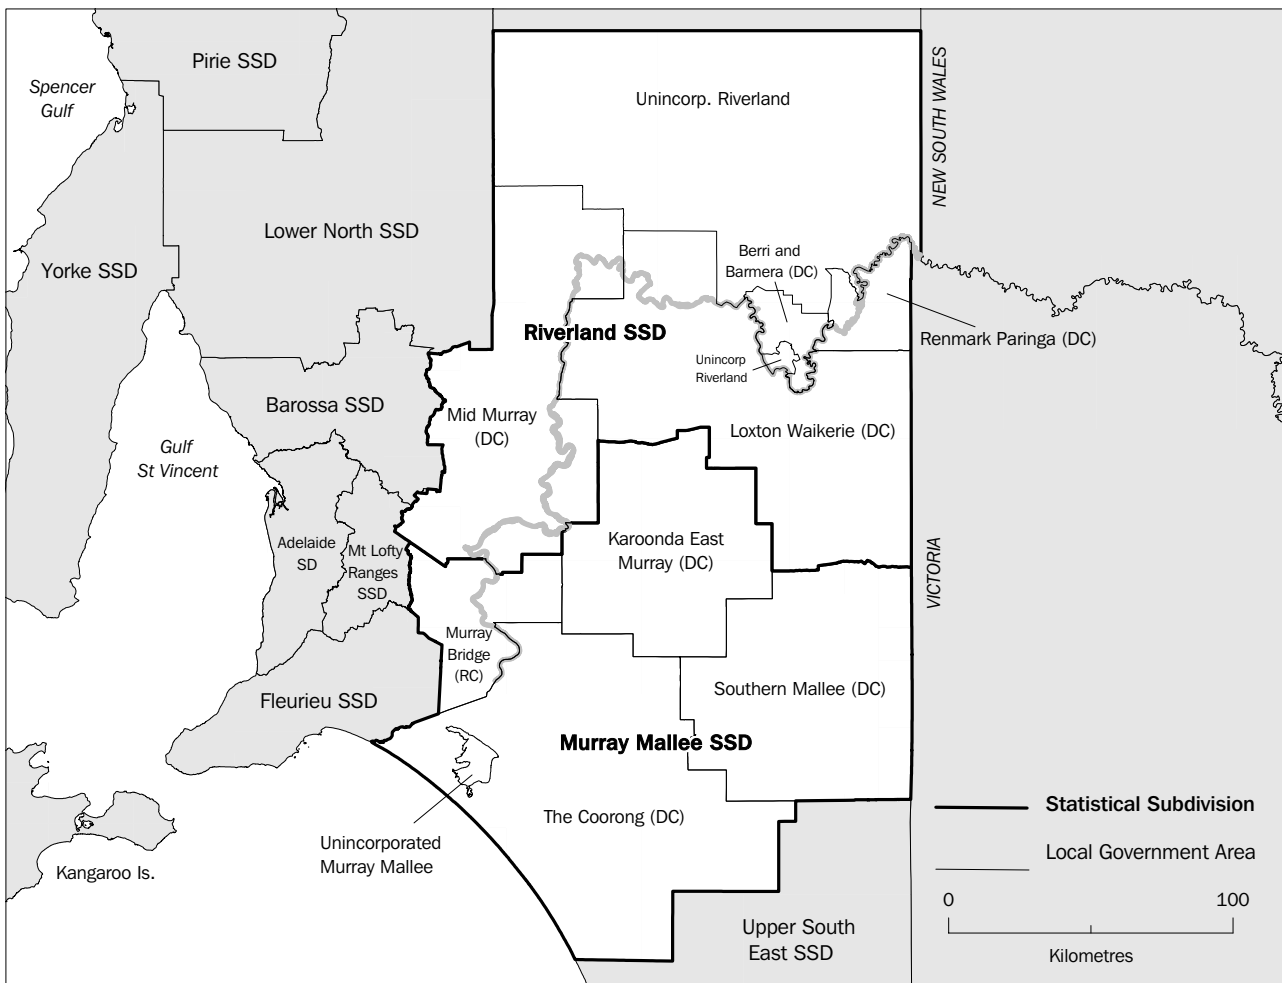 Pirie SSD
Spencer
Gulf
Unincorp. Riverland
NEW SOUTH WALES
Lower North SSD
Yorke SSD
Berri and
Barmera (DC)
Riverland SSD
Renmark Paringa (DC)
Unincorp
Riverland
Barossa SSD
Mid Murray
(DC)
Loxton Waikerie (DC)
Gulf
St Vincent
Adelaide
SD
Mt Lofty
Ranges
SSD
Karoonda East
Murray (DC)
VICTORIA
Murray
Bridge
(RC)
Fleurieu SSD
Southern Mallee (DC)
Murray Mallee SSD
The Coorong (DC)
Unincorporated
Murray Mallee
Kangaroo Is.
Upper South
East SSD
Statistical Subdivision
Local Government Area
0 100
Kilometres